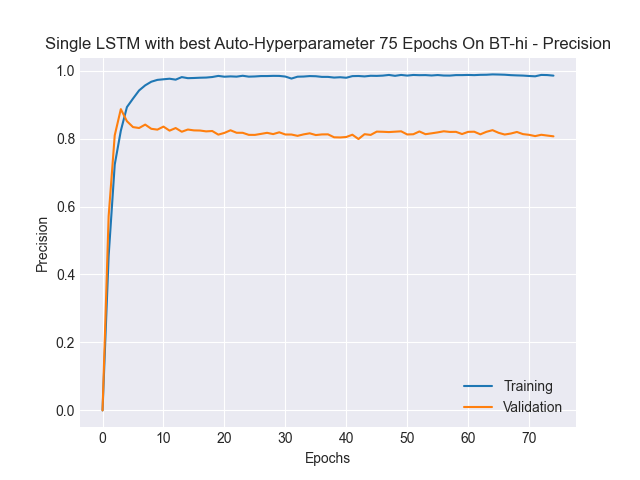 Single LSTM with best Auto-Hyperparameter 75 Epochs On BT-hi - Precision
1.0
0.8
0.6
0.4
0.2
0.0
Precision
0 10 20 30 40 50 60 70
Epochs
Training
Validation